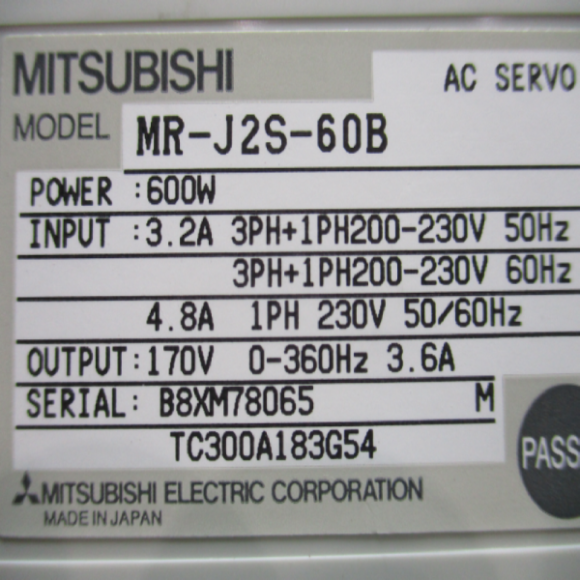 MITSUBISHI AC SERVO
MODEL MR-J2S-60B
POWER :600W
INPUT :3.2A 3PH+1PH200-230V 50Hz
3PH+1PH200-230V 60Hz
4.8A 1PH 230V 50/60Hz
OUTPUT:170V 0-360Hz 3.6A
SERIAL: B8XM78065 M
TC300A183G54
PASS
MITSUBISHI ELECTRIC CORPORATION
MADE IN JAPAN